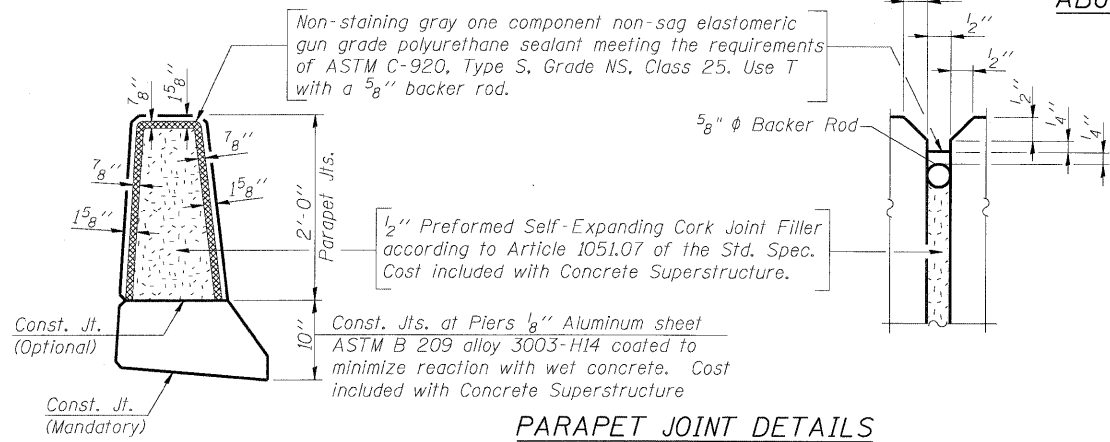 ABU
Non-staining gray one component non-sag elastomeric
gun grade polyurethane sealant meeting the requirements
of ASTM C-920, Type S, Grade NS, Class 25. Use T
with a 5/8" backer rod.
7/8"
1 5/8"
7/8"
7/8"
1 5/8"
1 5/8"
2'-0"
Parapet Jts.
1/2"
1/2"
1/2"
1/4"
1/4"
5/8" φ Backer Rod
1/2" Preformed Self-Expanding Cork Joint Filler
according to Article 1051.07 of the Std. Spec.
Cost included with Concrete Superstructure.
Const. Jt.
(Optional)
10"
Const. Jts. at Piers 1/8" Aluminum sheet
ASTM B 209 alloy 3003-H14 coated to
minimize reaction with wet concrete. Cost
included with Concrete Superstructure
Const. Jt.
(Mandatory)
PARAPET JOINT DETAILS